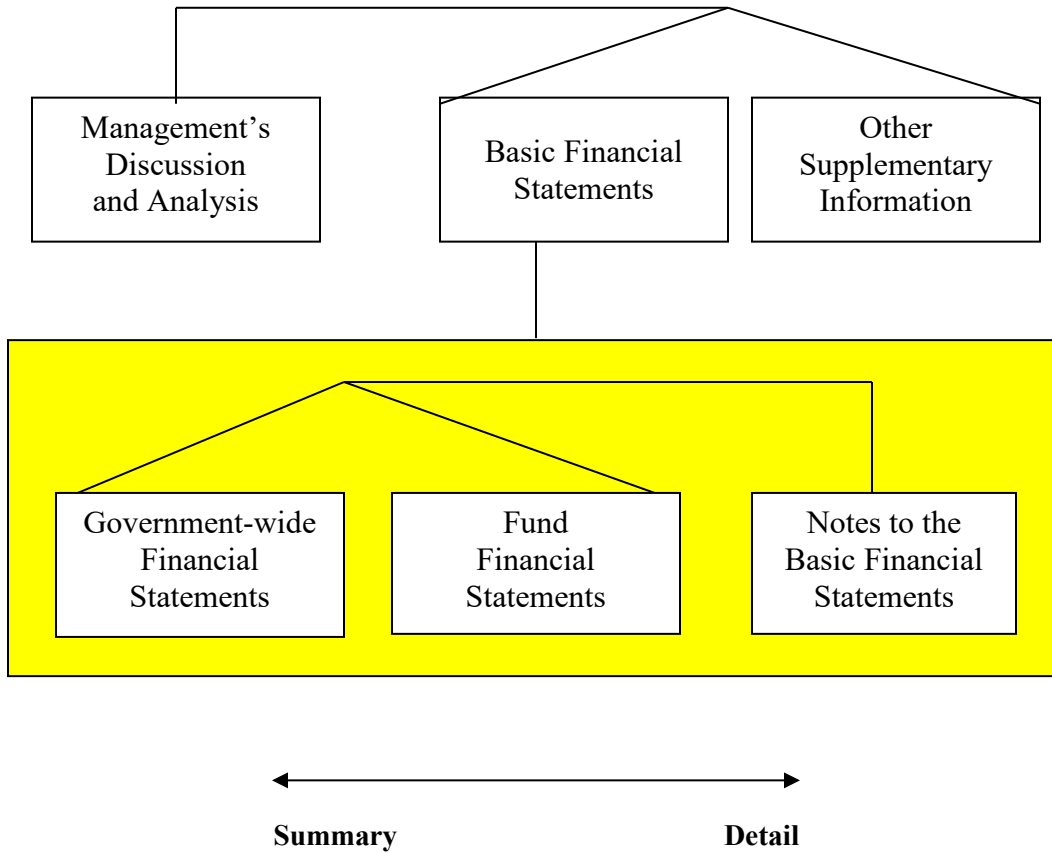 Management’s
Discussion
and Analysis
Basic Financial
Statements
Other
Supplementary
Information
Government-wide
Financial
Statements
Fund
Financial
Statements
Notes to the
Basic Financial
Statements
Summary
Detail